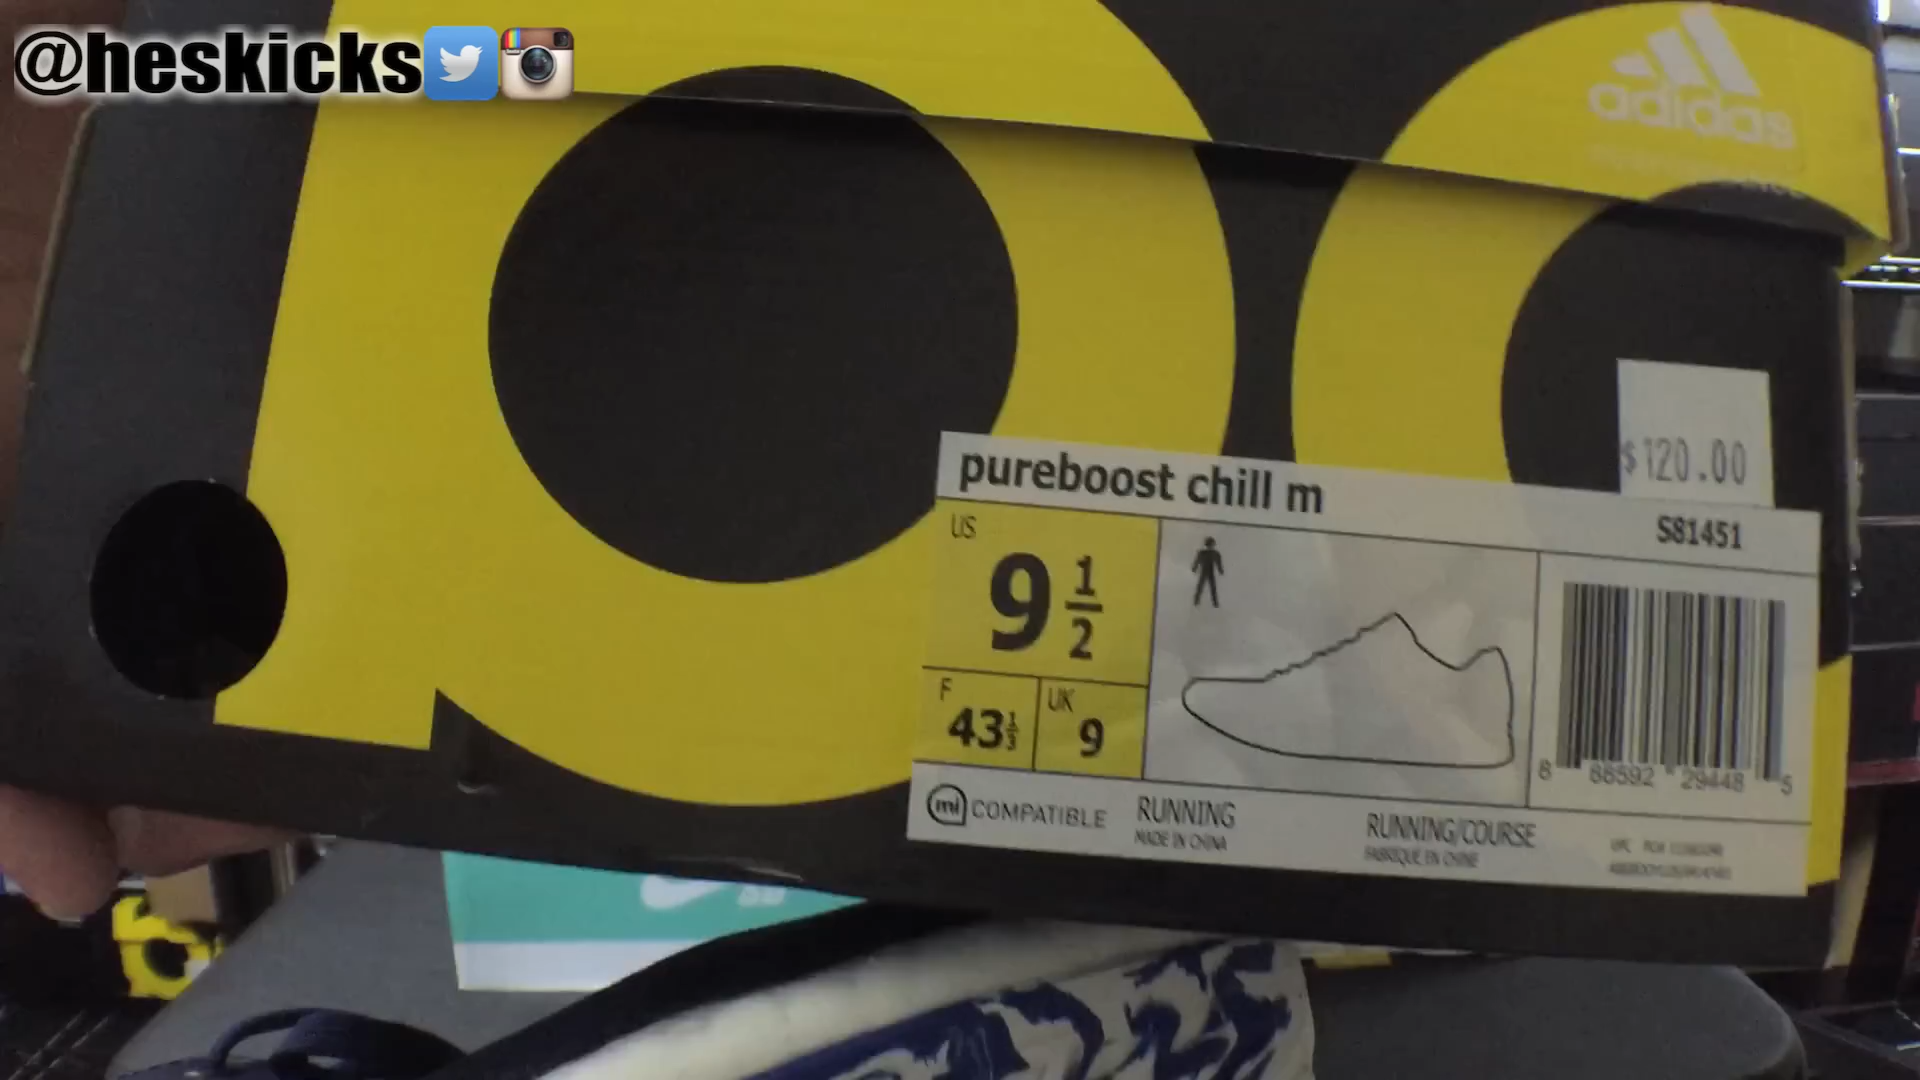 @heskicks
adidas
$120.00
pureboost chill m
S81451
US
9 1/2
F
43 1/3
UK
9
8 88592 29448 5
mi COMPATIBLE
RUNNING
MADE IN CHINA
RUNNING/COURSE
FABRIQUE EN CHINE